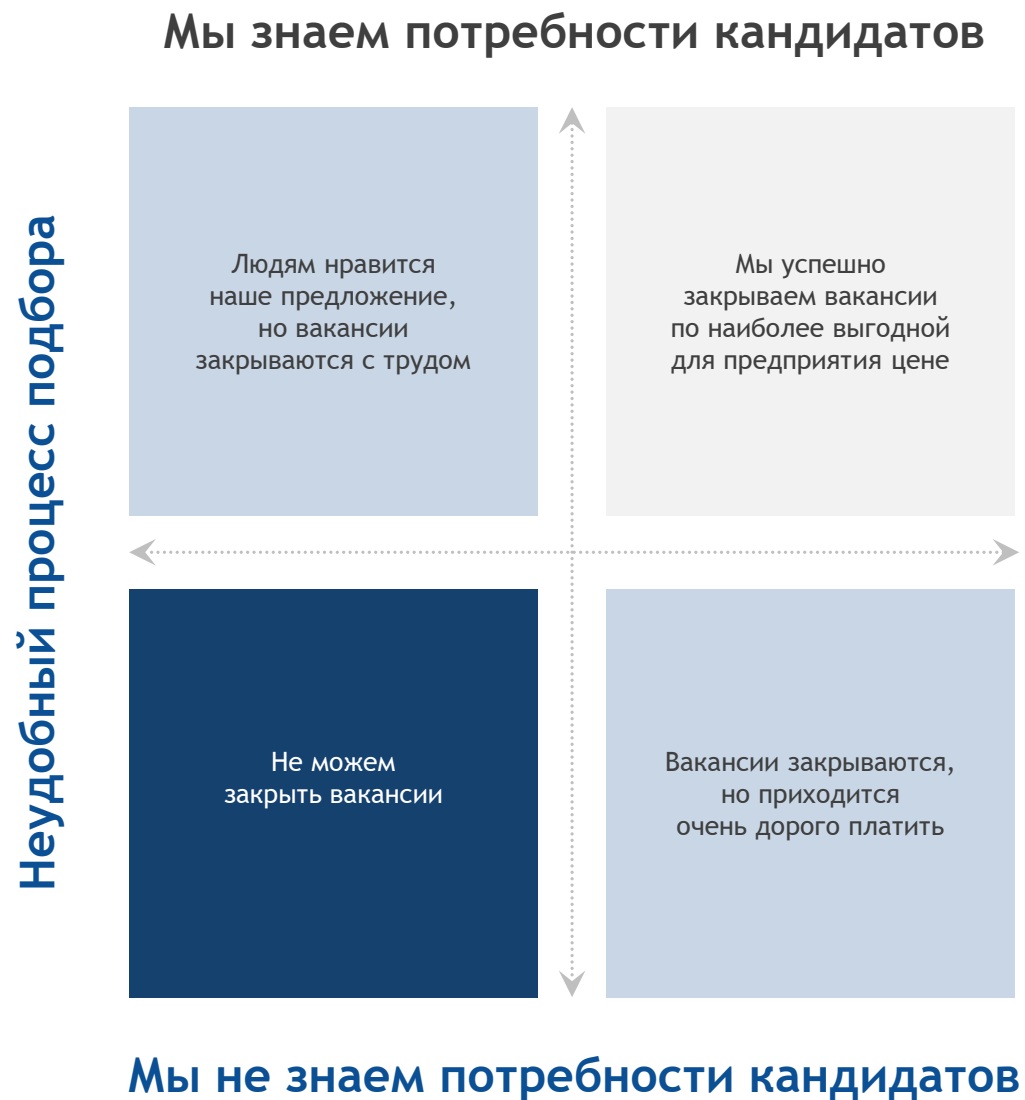 Мы знаем потребности кандидатов
Неудобный процесс подбора
Людям нравится
наше предложение,
но вакансии
закрываются с трудом
Мы успешно
закрываем вакансии
по наиболее выгодной
для предприятия цене
Не можем
закрыть вакансии
Вакансии закрываются,
но приходится
очень дорого платить
Мы не знаем потребности кандидатов